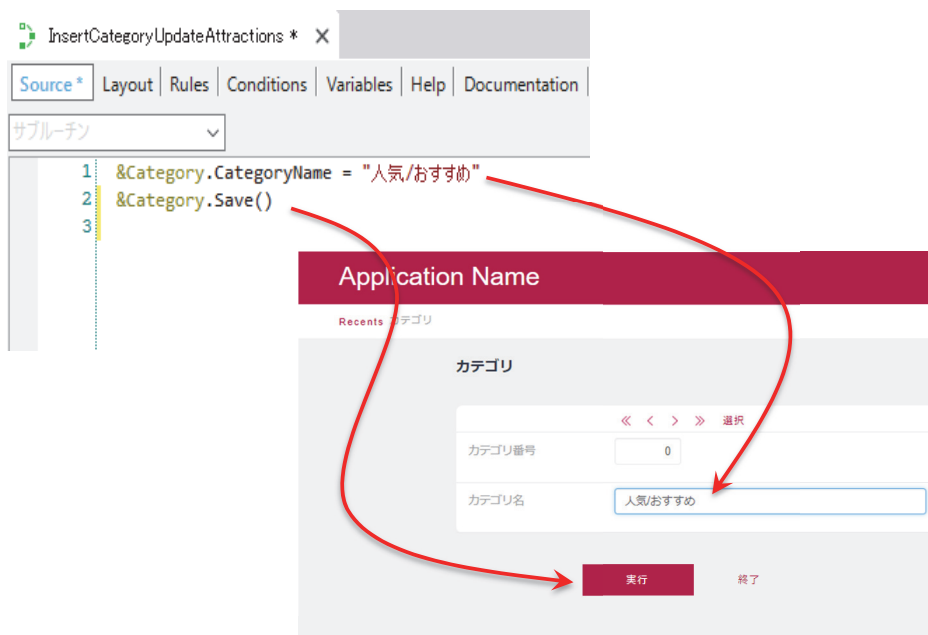 InsertCategoryUpdateAttractions * X
Source * Layout Rules Conditions Variables Help Documentation
サブルーチン
1 &Category.CategoryName = "人気/おすすめ"
2 &Category.Save()
3
Application Name
Recents カテゴリ
カテゴリ
≪ < > ≫ 選択
カテゴリ番号 0
カテゴリ名 人気/おすすめ
実行 終了